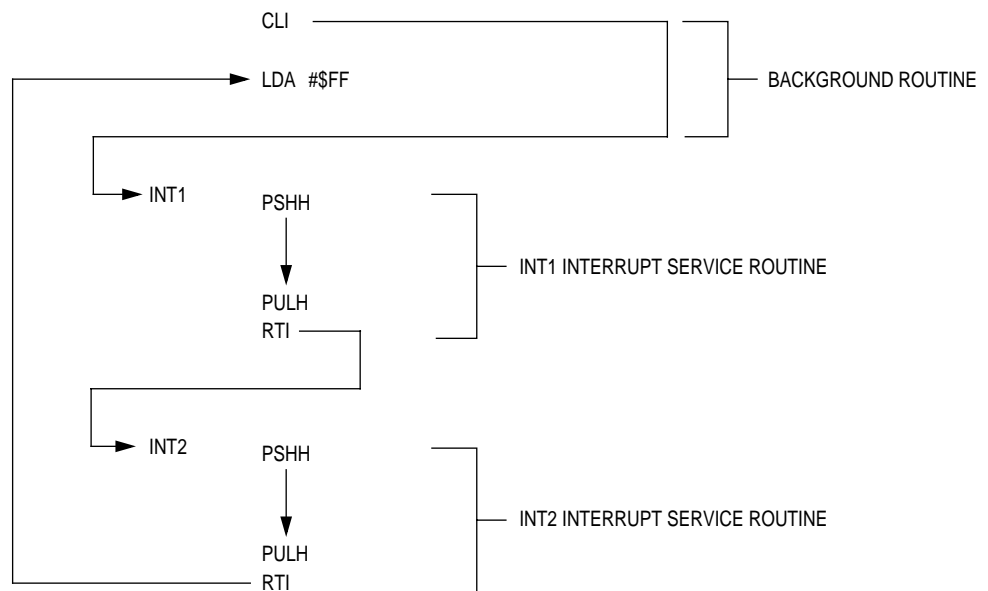 CLI
LDA #$FF
BACKGROUND ROUTINE
INT1
PSHH
INT1 INTERRUPT SERVICE ROUTINE
PULH
RTI
INT2
PSHH
INT2 INTERRUPT SERVICE ROUTINE
PULH
RTI